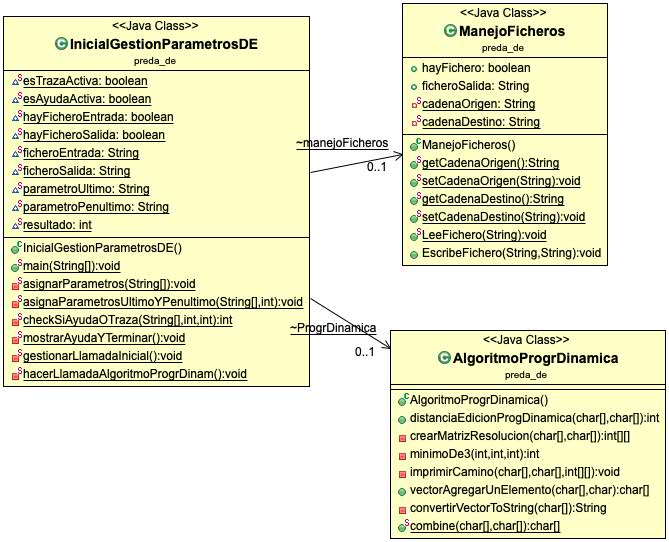 <<Java Class>>
InicialGestionParametrosDE
preda_de
esTrazaActiva: boolean
esAyudaActiva: boolean
hayFicheroEntrada: boolean
hayFicheroSalida: boolean
ficheroEntrada: String
ficheroSalida: String
parametroUltimo: String
parametroPenultimo: String
resultado: int
InicialGestionParametrosDE()
main(String[]):void
asignarParametros(String[]):void
asignaParametrosUltimoYPenultimo(String[],int):void
checkSiAyudaOTraza(String[],int,int):int
mostrarAyudaYTerminar():void
gestionarLlamadaInicial():void
hacerLlamadaAlgoritmoProgrDinam():void
~manejoFicheros
0..1
<<Java Class>>
ManejoFicheros
preda_de
hayFichero: boolean
ficheroSalida: String
cadenaOrigen: String
cadenaDestino: String
ManejoFicheros()
getCadenaOrigen():String
setCadenaOrigen(String):void
getCadenaDestino():String
setCadenaDestino(String):void
LeeFichero(String):void
EscribeFichero(String,String):void
~ProgrDinamica
0..1
<<Java Class>>
AlgoritmoProgrDinamica
preda_de
AlgoritmoProgrDinamica()
distanciaEdicionProgDinamica(char[],char[]):int
crearMatrizResolucion(char[],char[]):int[][]
minimoDe3(int,int,int):int
imprimirCamino(char[],char[],int[][]):void
vectorAgregarUnElemento(char[],char):char[]
convertirVectorToString(char[]):String
combine(char[],char[]):char[]